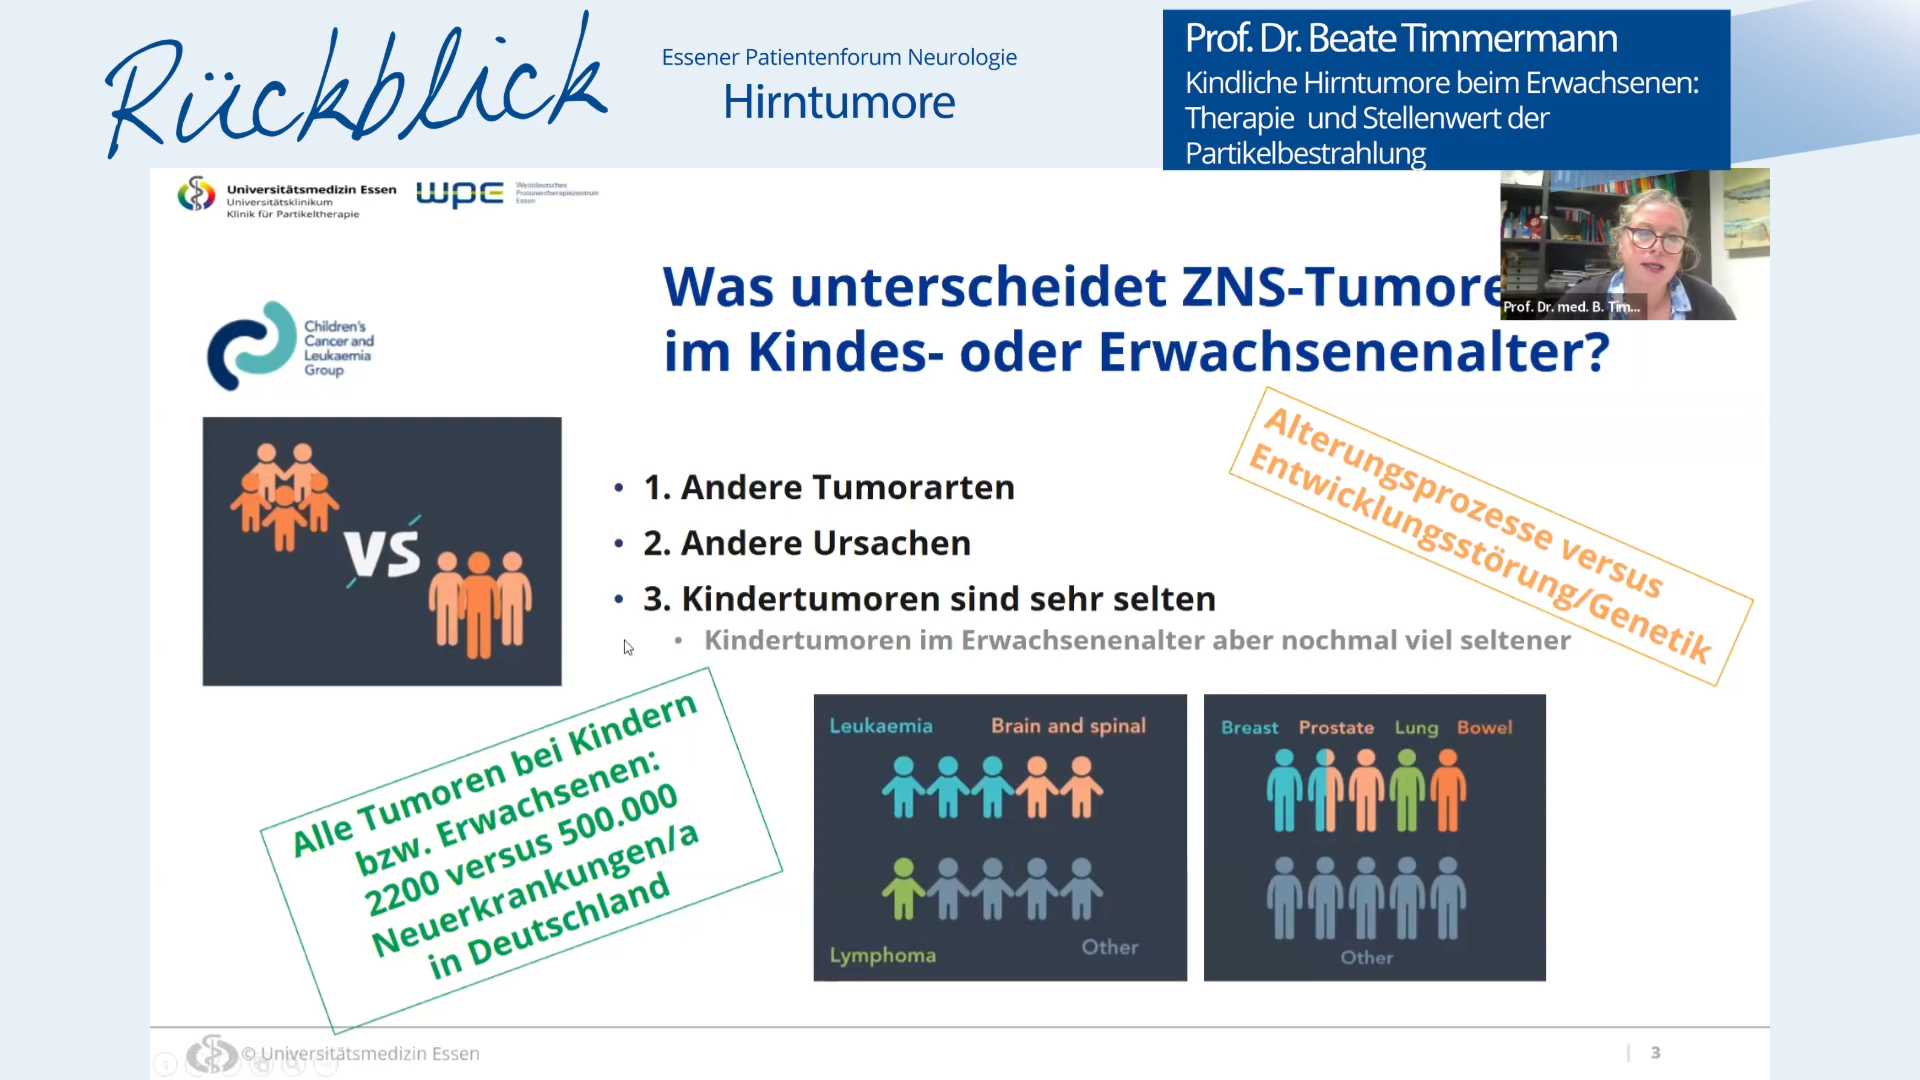 Rückblick
Essener Patientenforum Neurologie
Hirntumore
Prof. Dr. Beate Timmermann
Kindliche Hirntumore beim Erwachsenen:
Therapie und Stellenwert der
Partikelbestrahlung
Universitätsmedizin Essen
Universitätsklinikum
Klinik für Partikeltherapie
wpe
Westdeutsches
Protonentherapiezentrum
Essen
Prof. Dr. med. B. Tim...
Was unterscheidet ZNS-Tumore
im Kindes- oder Erwachsenenalter?
Children's
Cancer and
Leukaemia
Group
VS
Alterungsprozesse versus
Entwicklungsstörung/Genetik
• 1. Andere Tumorarten
• 2. Andere Ursachen
• 3. Kindertumoren sind sehr selten
• Kindertumoren im Erwachsenenalter aber nochmal viel seltener
Alle Tumoren bei Kindern
bzw. Erwachsenen:
2200 versus 500.000
Neuerkrankungen/a
in Deutschland
Leukaemia Brain and spinal
Lymphoma Other
Breast Prostate Lung Bowel
Other
© Universitätsmedizin Essen
| 3